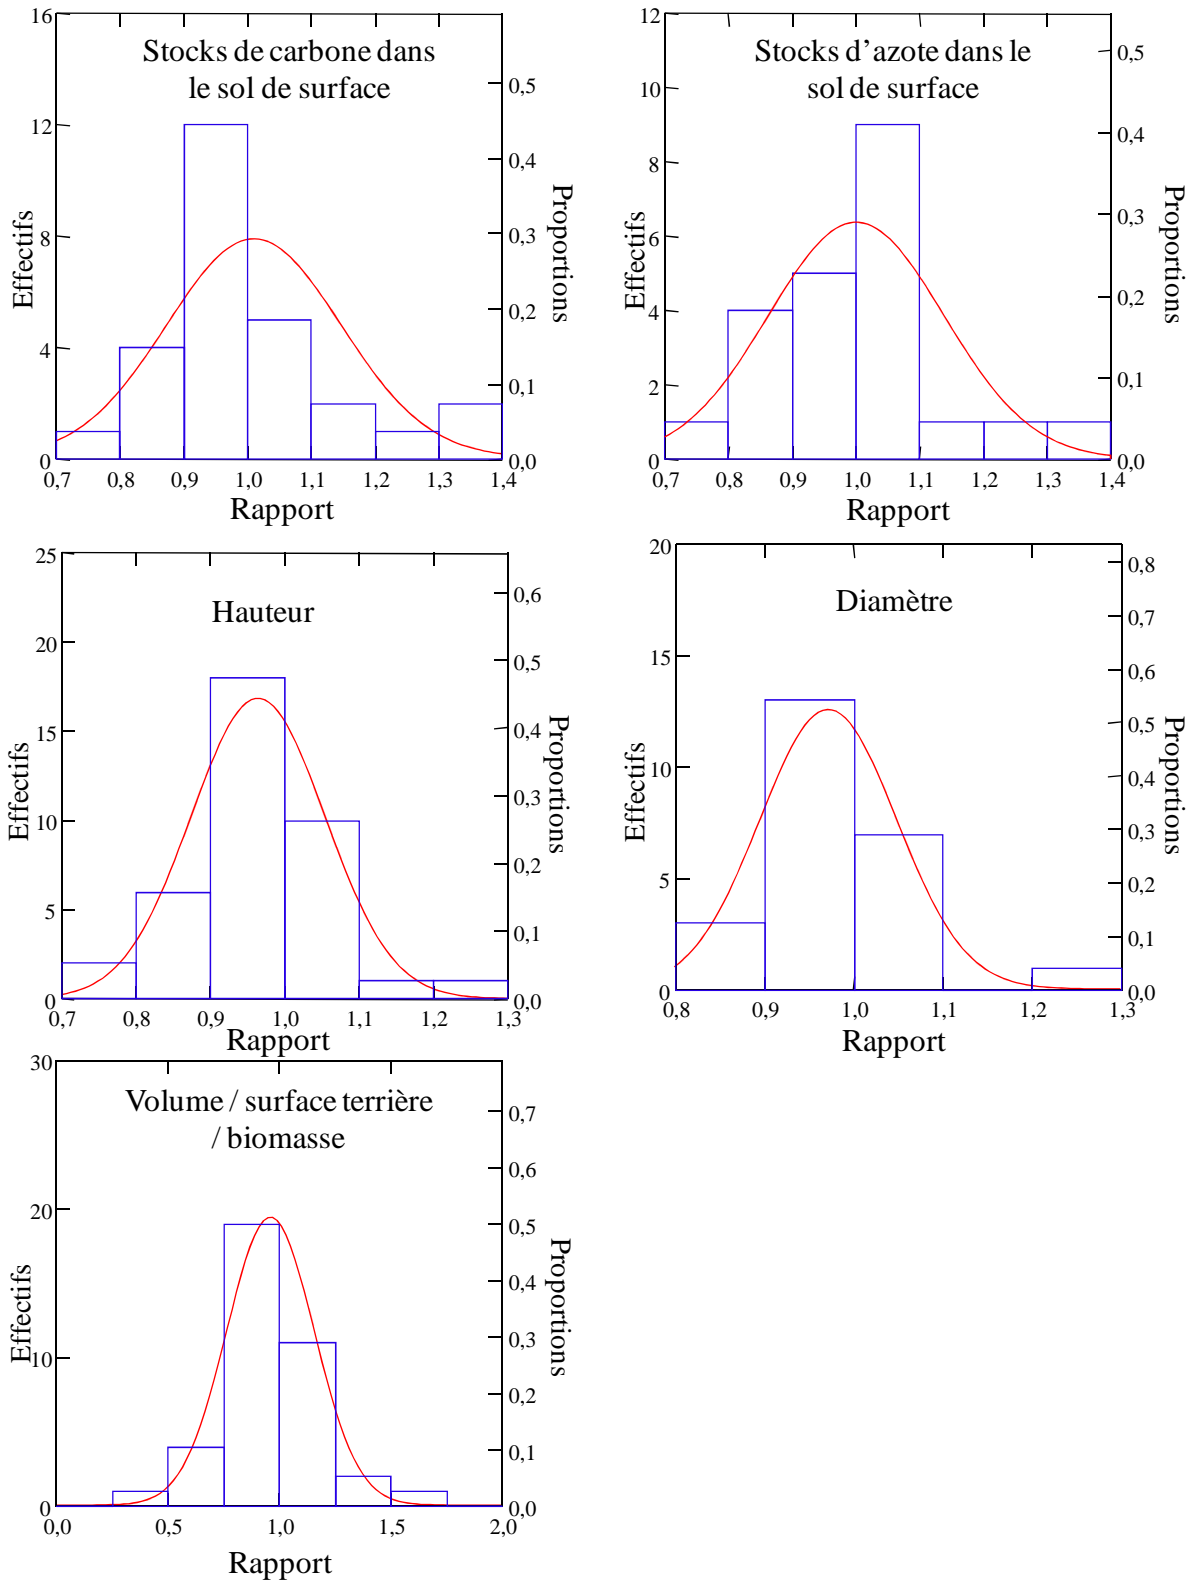 Stocks de carbone dans
le sol de surface
16
12
8
4
0
Effectifs
0,5
0,4
0,3
0,2
0,1
0,0
Proportions
0,7 0,8 0,9 1,0 1,1 1,2 1,3 1,4
Rapport
Stocks d'azote dans le
sol de surface
12
10
8
6
4
2
0
Effectifs
0,5
0,4
0,3
0,2
0,1
0,0
Proportions
0,7 0,8 0,9 1,0 1,1 1,2 1,3 1,4
Rapport
Hauteur
25
20
15
10
5
0
Effectifs
0,6
0,5
0,4
0,3
0,2
0,1
0,0
Proportions
0,7 0,8 0,9 1,0 1,1 1,2 1,3
Rapport
Diamètre
20
15
10
5
0
Effectifs
0,8
0,7
0,6
0,5
0,4
0,3
0,2
0,1
0,0
Proportions
0,8 0,9 1,0 1,1 1,2 1,3
Rapport
Volume / surface terrière
/ biomasse
30
20
10
0
Effectifs
0,7
0,6
0,5
0,4
0,3
0,2
0,1
0,0
Proportions
0,0 0,5 1,0 1,5 2,0
Rapport